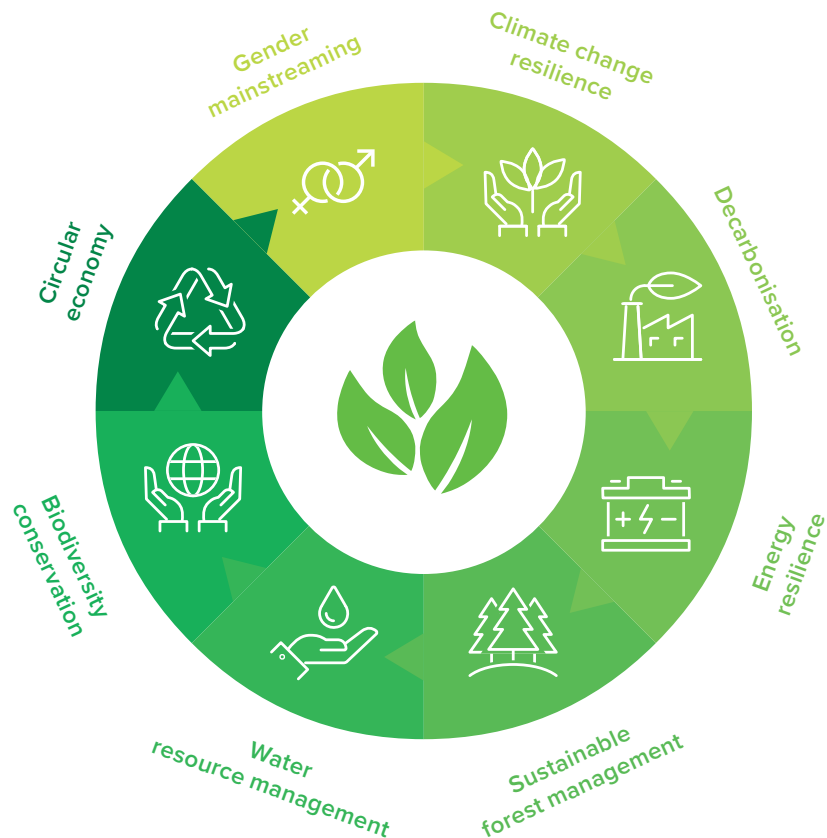 Gender
mainstreaming
Climate change
resilience
Decarbonisation
Energy
resilience
Sustainable
forest management
Water
resource management
Biodiversity
conservation
Circular
economy